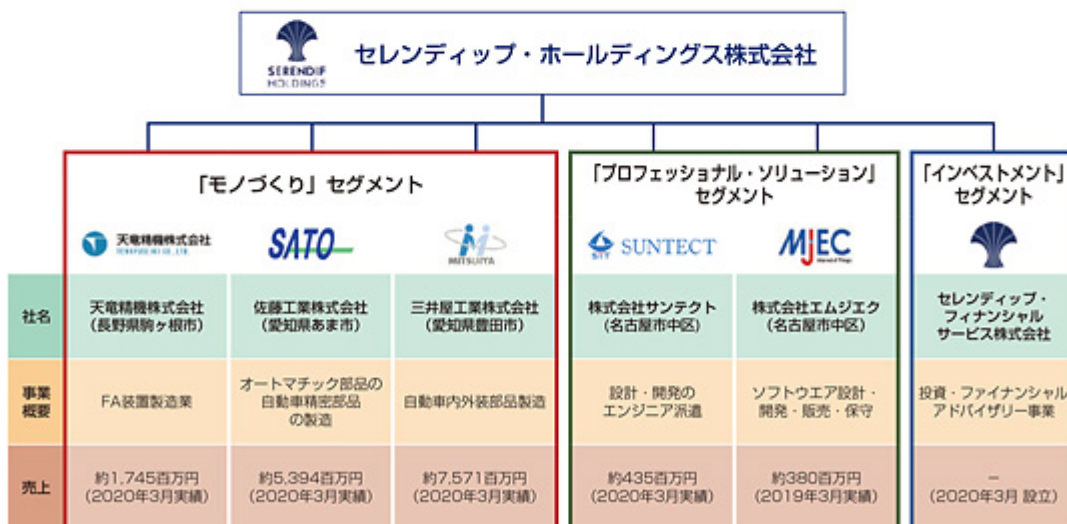 SERENDIP
HOLDINGS
セレンディップ・ホールディングス株式会社
「モノづくり」セグメント
天竜精機株式会社
SATO
MITSUIYA
「プロフェッショナル・ソリューション」
セグメント
SIT SUNTECT
MJEC
「インベストメント」
セグメント
社名
天竜精機株式会社
（長野県駒ヶ根市）
佐藤工業株式会社
（愛知県あま市）
三井屋工業株式会社
（愛知県豊田市）
株式会社サンテクト
（名古屋市中区）
株式会社エムジエク
（名古屋市中区）
セレンディップ・
フィナンシャル
サービス株式会社
事業
概要
FA装置製造業
オートマチック部品の
自動車精密部品
の製造
自動車内外装部品製造
設計・開発の
エンジニア派遣
ソフトウエア設計・
開発・販売・保守
投資・ファイナンシャル
アドバイザリー事業
売上
約1,745百万円
（2020年3月実績）
約5,394百万円
（2020年3月実績）
約7,571百万円
（2020年3月実績）
約435百万円
（2020年3月実績）
約380百万円
（2019年3月実績）
－
（2020年3月 設立）